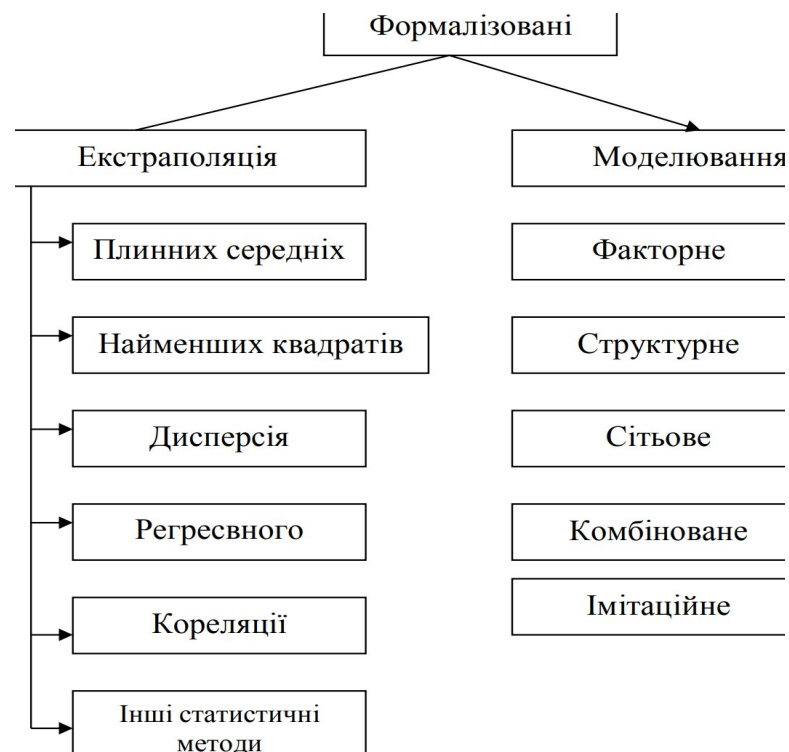 Формалізовані
Екстраполяція
Плинних середніх
Найменших квадратів
Дисперсія
Регресвного
Кореляції
Інші статистичні
методи
Моделювання
Факторне
Структурне
Сітьове
Комбіноване
Імітаційне